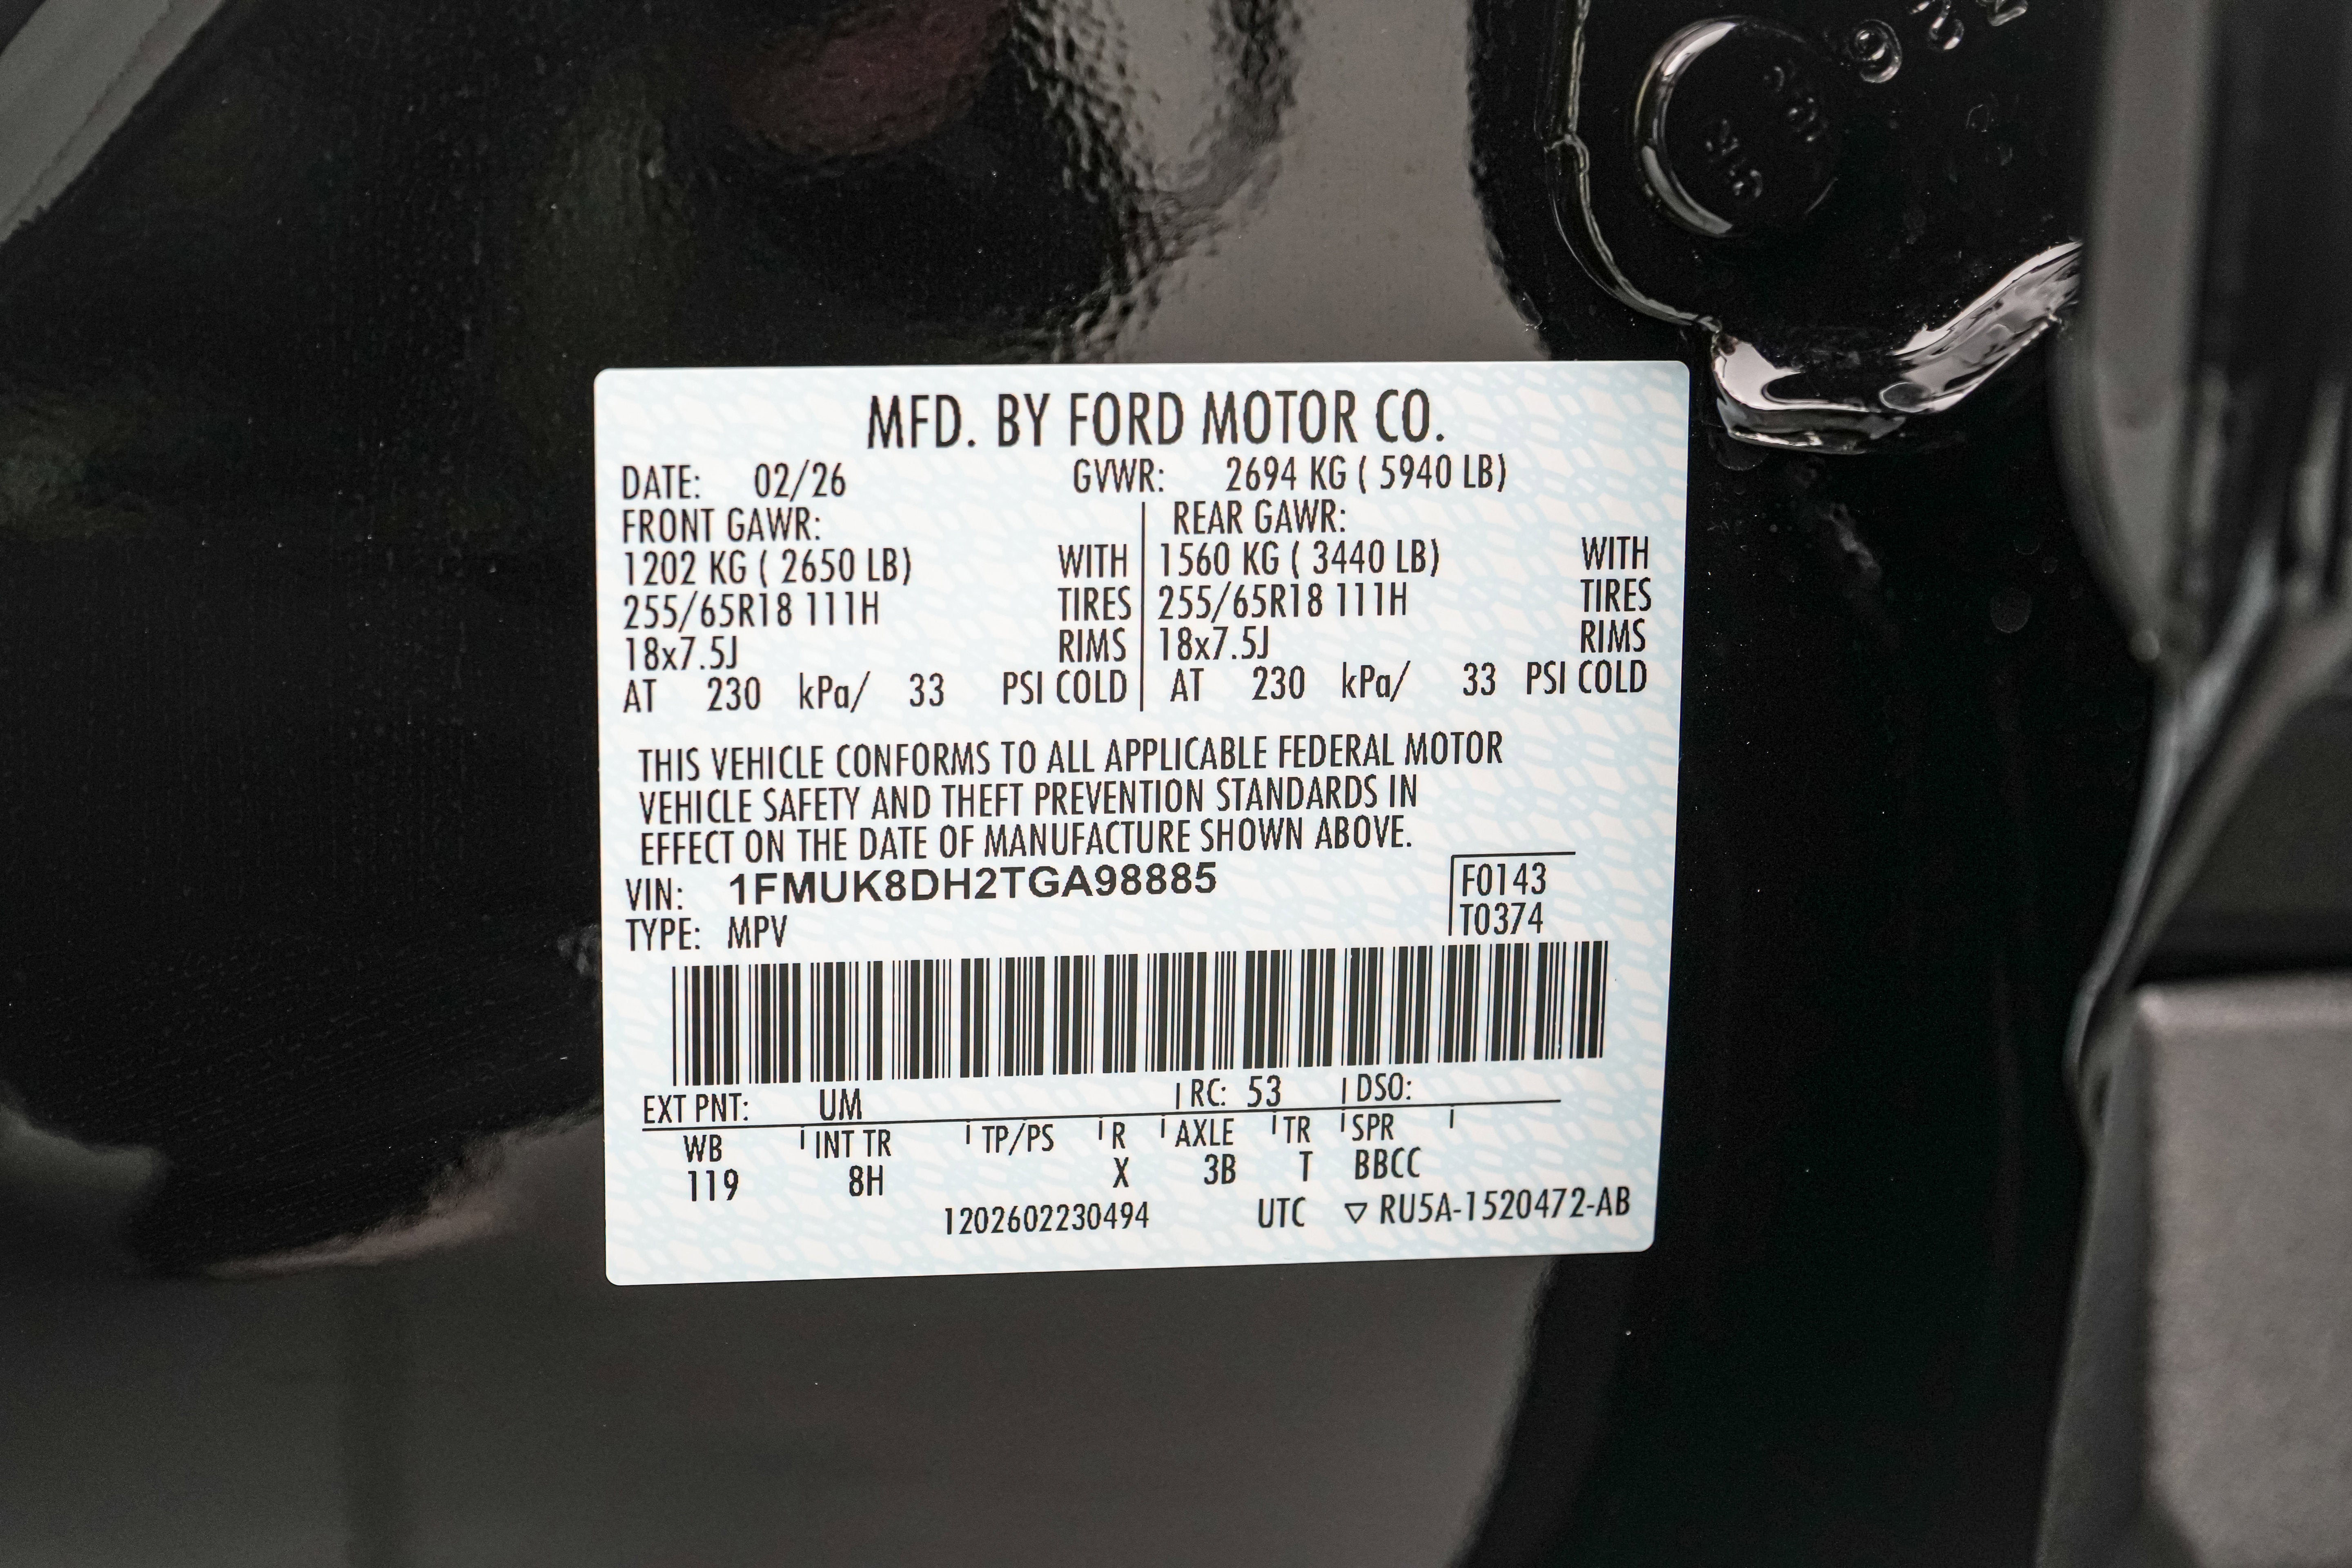 MFD. BY FORD MOTOR CO.
DATE: 02/26 GVWR: 2694 KG ( 5940 LB)
FRONT GAWR: REAR GAWR:
1202 KG ( 2650 LB) WITH 1560 KG ( 3440 LB) WITH
255/65R18 111H TIRES 255/65R18 111H TIRES
18x7.5J RIMS 18x7.5J RIMS
AT 230 kPa/ 33 PSI COLD AT 230 kPa/ 33 PSI COLD
THIS VEHICLE CONFORMS TO ALL APPLICABLE FEDERAL MOTOR
VEHICLE SAFETY AND THEFT PREVENTION STANDARDS IN
EFFECT ON THE DATE OF MANUFACTURE SHOWN ABOVE.
VIN: 1FMUK8DH2TGA98885 F0143
TYPE: MPV T0374
EXT PNT: UM RC: 53 DSO:
WB INT TR TP/PS R AXLE TR SPR
119 8H X 3B T BBCC
1202602230494 UTC ▽ RU5A-1520472-AB